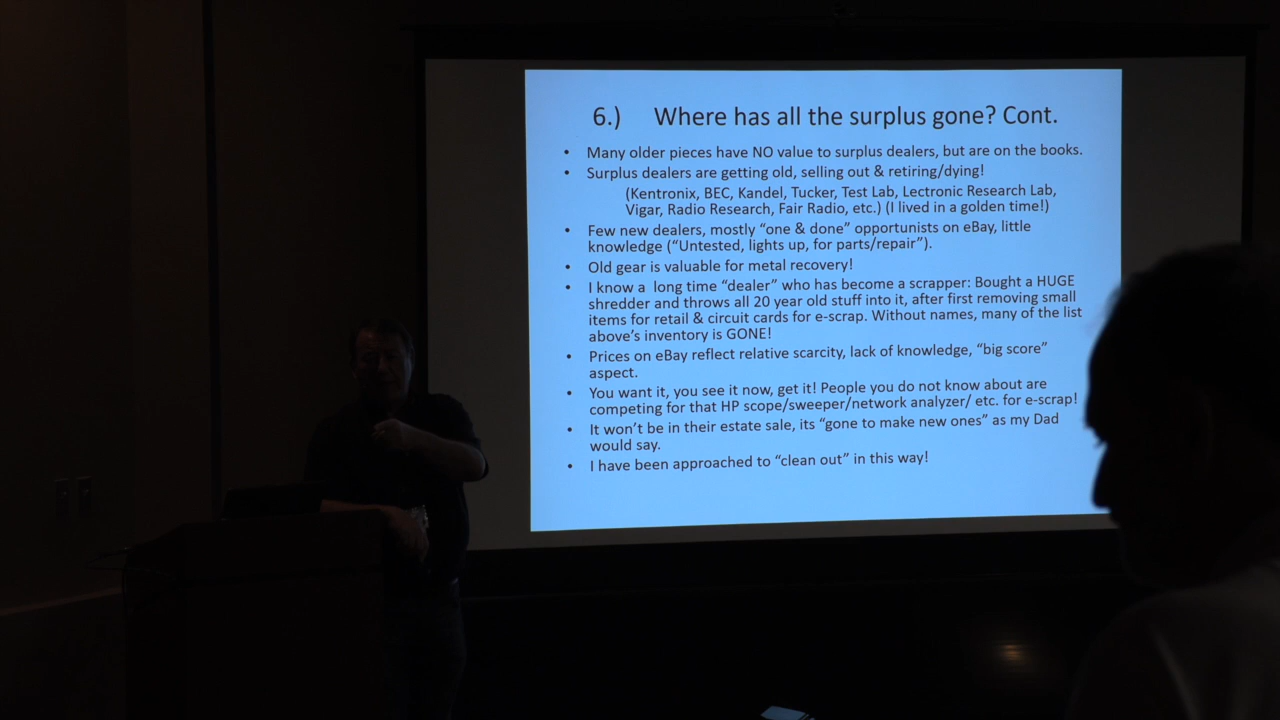 6.) Where has all the surplus gone? Cont.
• Many older pieces have NO value to surplus dealers, but are on the books.
• Surplus dealers are getting old, selling out & retiring/dying!
(Kentronix, BEC, Kandel, Tucker, Test Lab, Lectronic Research Lab,
Vigar, Radio Research, Fair Radio, etc.) (I lived in a golden time!)
• Few new dealers, mostly “one & done” opportunists on eBay, little
knowledge (“Untested, lights up, for parts/repair”).
• Old gear is valuable for metal recovery!
• I know a long time “dealer” who has become a scrapper: Bought a HUGE
shredder and throws all 20 year old stuff into it, after first removing small
items for retail & circuit cards for e-scrap. Without names, many of the list
above’s inventory is GONE!
• Prices on eBay reflect relative scarcity, lack of knowledge, “big score”
aspect.
• You want it, you see it now, get it! People you do not know about are
competing for that HP scope/sweeper/network analyzer/ etc. for e-scrap!
• It won’t be in their estate sale, its “gone to make new ones” as my Dad
would say.
• I have been approached to “clean out” in this way!